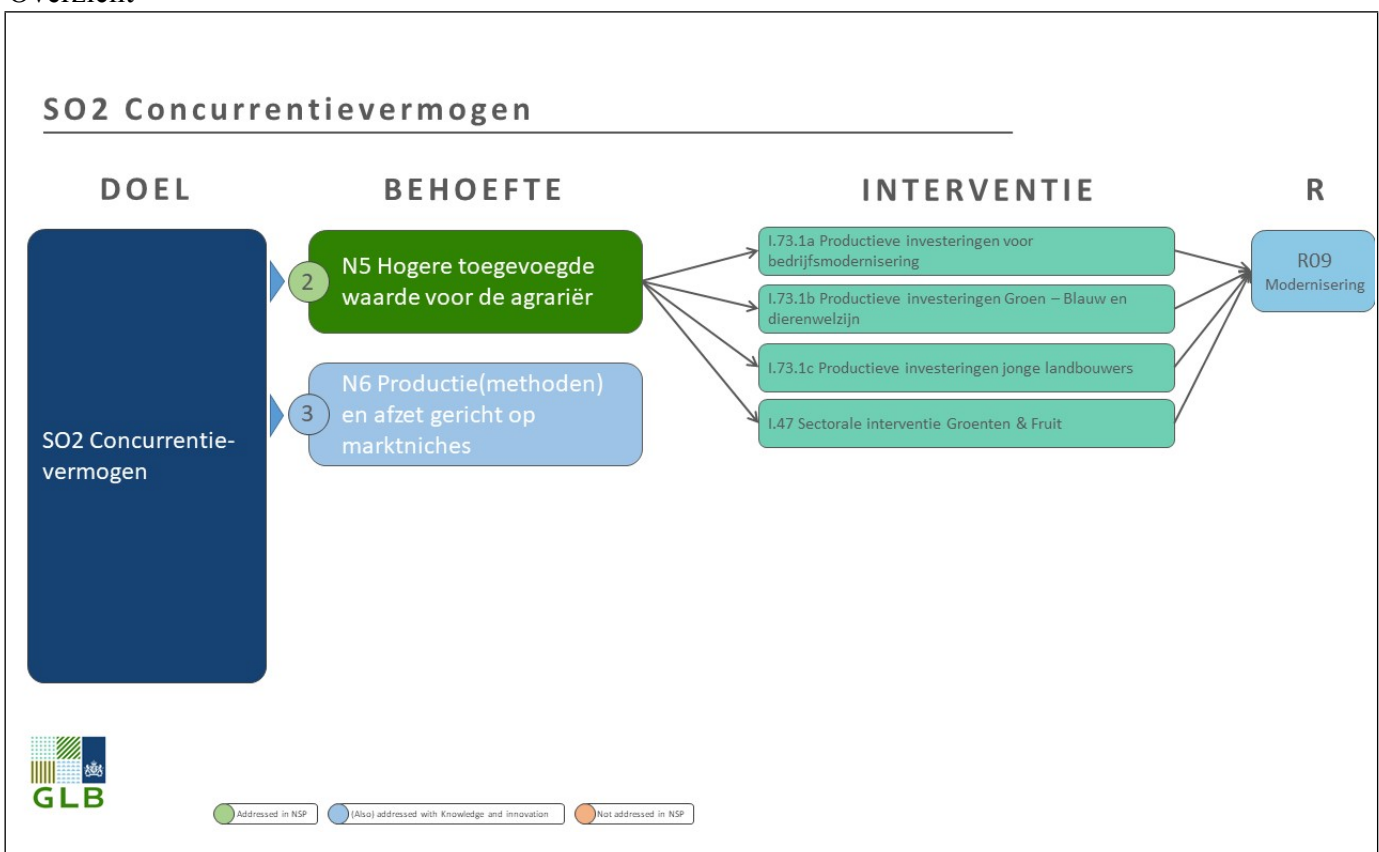 SO2 Concurrentievermogen
DOEL
BEHOEFTE
INTERVENTIE
R
SO2 Concurrentie-
vermogen
2
N5 Hogere toegevoegde
waarde voor de agrariër
3
N6 Productie(methoden)
en afzet gericht op
marktniches
I.73.1a Productieve investeringen voor
bedrijfsmodernisering
I.73.1b Productieve investeringen Groen – Blauw en
dierenwelzijn
I.73.1c Productieve investeringen jonge landbouwers
I.47 Sectorale interventie Groenten & Fruit
R09
Modernisering
GLB
Addressed in NSP
(Also) addressed with Knowledge and innovation
Not addressed in NSP